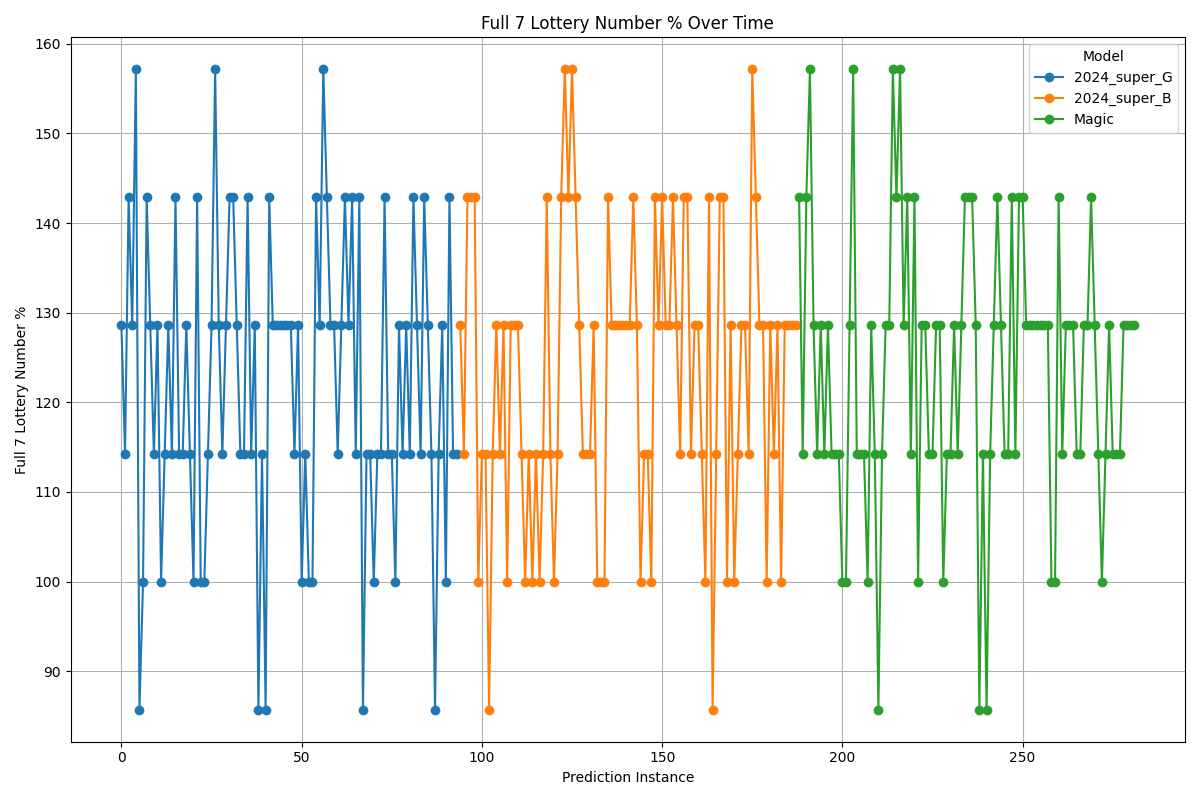 Full 7 Lottery Number % Over Time
Full 7 Lottery Number %
160
150
140
130
120
110
100
90
Model
2024_super_G
2024_super_B
Magic
0
50
100
150
200
250
Prediction Instance